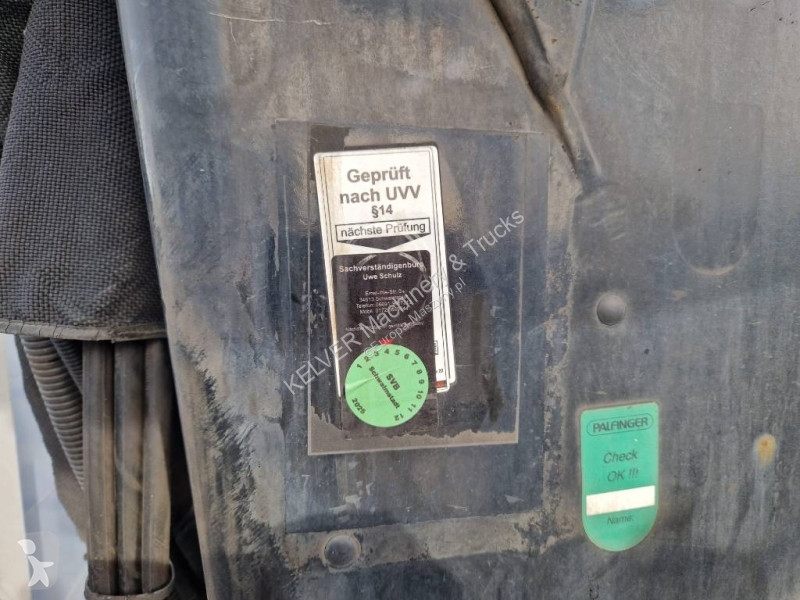 Geprüft
nach UVV
§14
nächste Prüfung
Sachverständigenbüro
Uwe Schulz
1 2 3 4 5 6 7 8 9 10 11 12
SVB
Schwalmstadt
2025
KELVER Machinery & Trucks
PALFINGER
Check
OK !!!
Name: